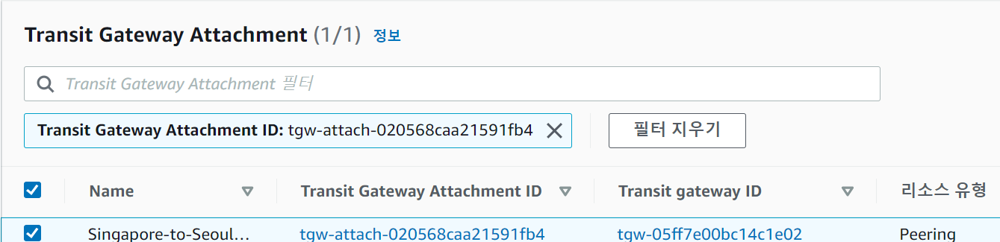 Transit Gateway Attachment (1/1) 정보
Transit Gateway Attachment 필터
Transit Gateway Attachment ID: tgw-attach-020568caa21591fb4
필터 지우기
Name Transit Gateway Attachment ID Transit gateway ID 리소스 유형
Singapore-to-Seoul... tgw-attach-020568caa21591fb4 tgw-05ff7e00bc14c1e02 Peering